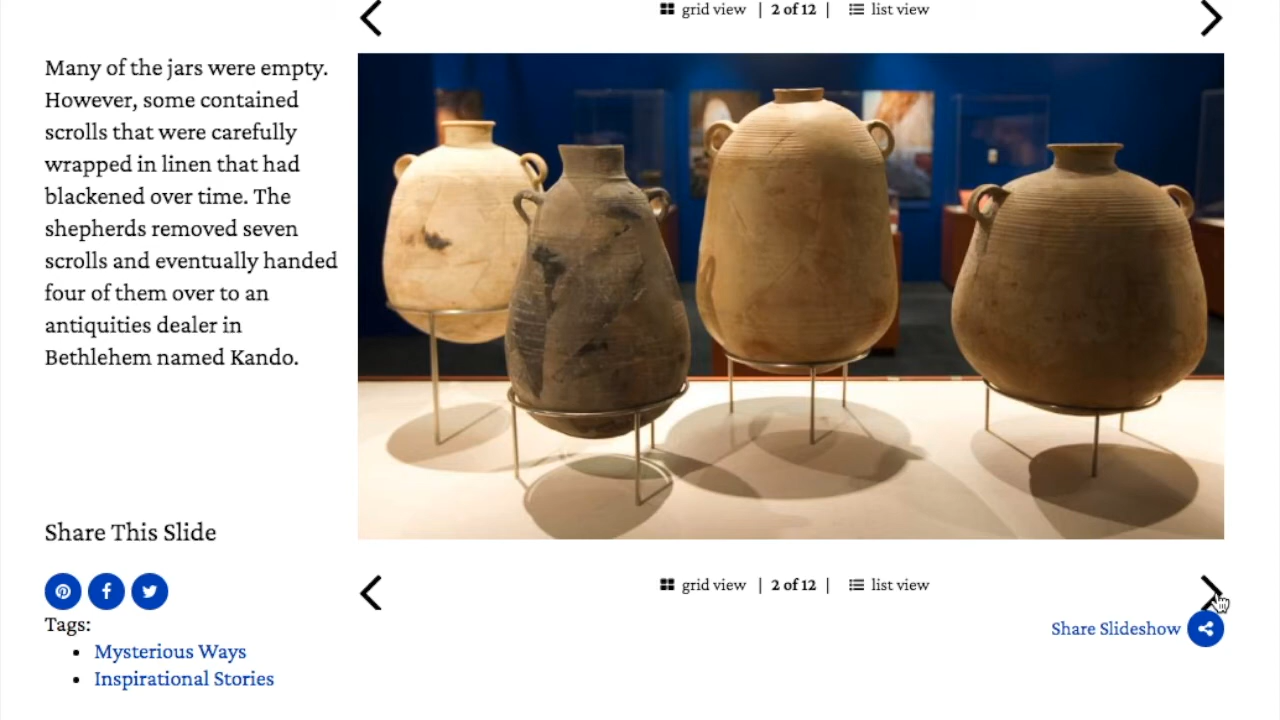 grid view | 2 of 12 | list view
Many of the jars were empty.
However, some contained
scrolls that were carefully
wrapped in linen that had
blackened over time. The
shepherds removed seven
scrolls and eventually handed
four of them over to an
antiquities dealer in
Bethlehem named Kando.
Share This Slide
grid view | 2 of 12 | list view
Share Slideshow
Tags:
Mysterious Ways
Inspirational Stories